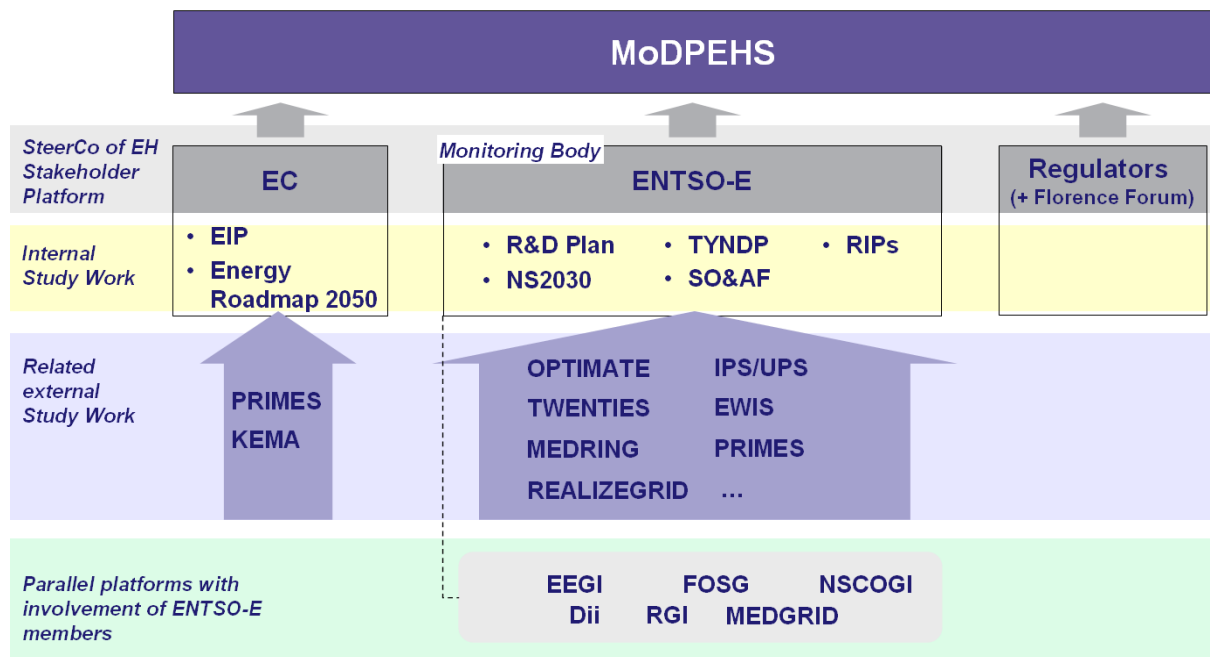 MoDPEHS
SteerCo of EH
Stakeholder
Platform
EC
Monitoring Body
ENTSO-E
Regulators
(+ Florence Forum)
Internal
Study Work
• EIP
• Energy
Roadmap 2050
• R&D Plan • TYNDP • RIPs
• NS2030 • SO&AF
Related
external
Study Work
PRIMES
KEMA
OPTIMATE IPS/UPS
TWENTIES EWIS
MEDRING PRIMES
REALIZEGRID ...
Parallel platforms with
involvement of ENTSO-E
members
EEGI FOSG NSCOGI
Dii RGI MEDGRID